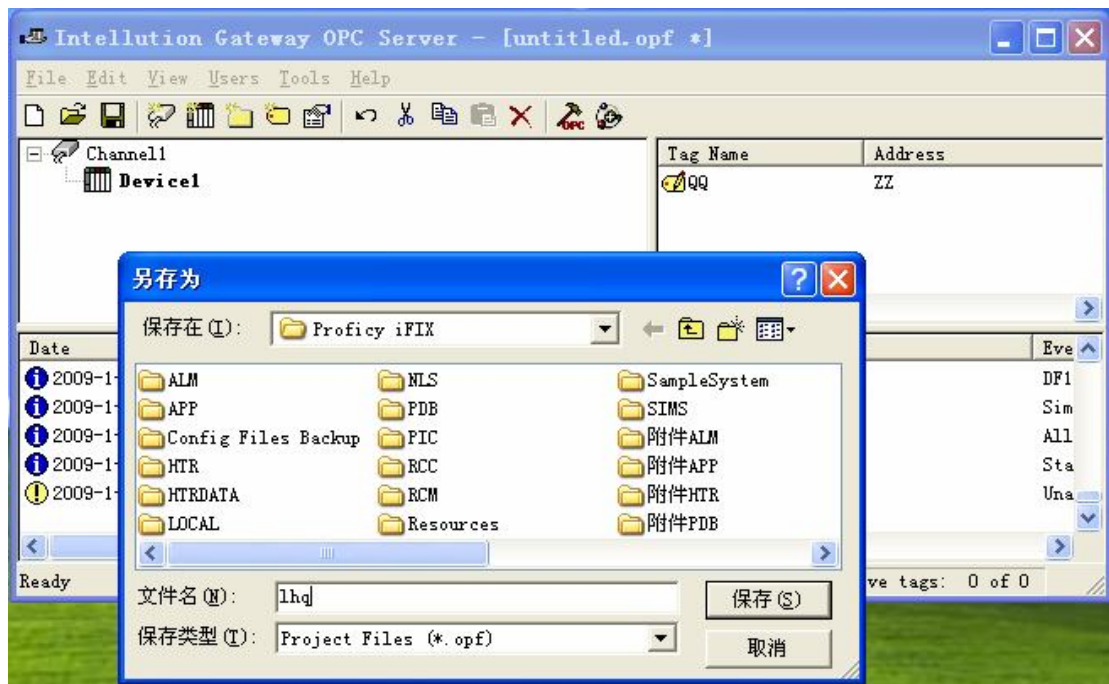 Intellution Gateway OPC Server - [untitled.opf *]
File Edit View Users Tools Help
OPC
Channel1
Device1
Tag Name Address
QQ ZZ
另存为
保存在(I): Proficy iFIX
ALM NLS SampleSystem
APP PDB SIMS
Config Files Backup PIC 附件ALM
HTR RCC 附件APP
HTRDATA RCM 附件HTR
LOCAL Resources 附件PDB
文件名(N): lhq 保存(S)
保存类型(T): Project Files (*.opf) 取消
Date Eve
2009-1- DF1
2009-1- Sim
2009-1- All
2009-1- Sta
2009-1- Una
Ready ve tags: 0 of 0